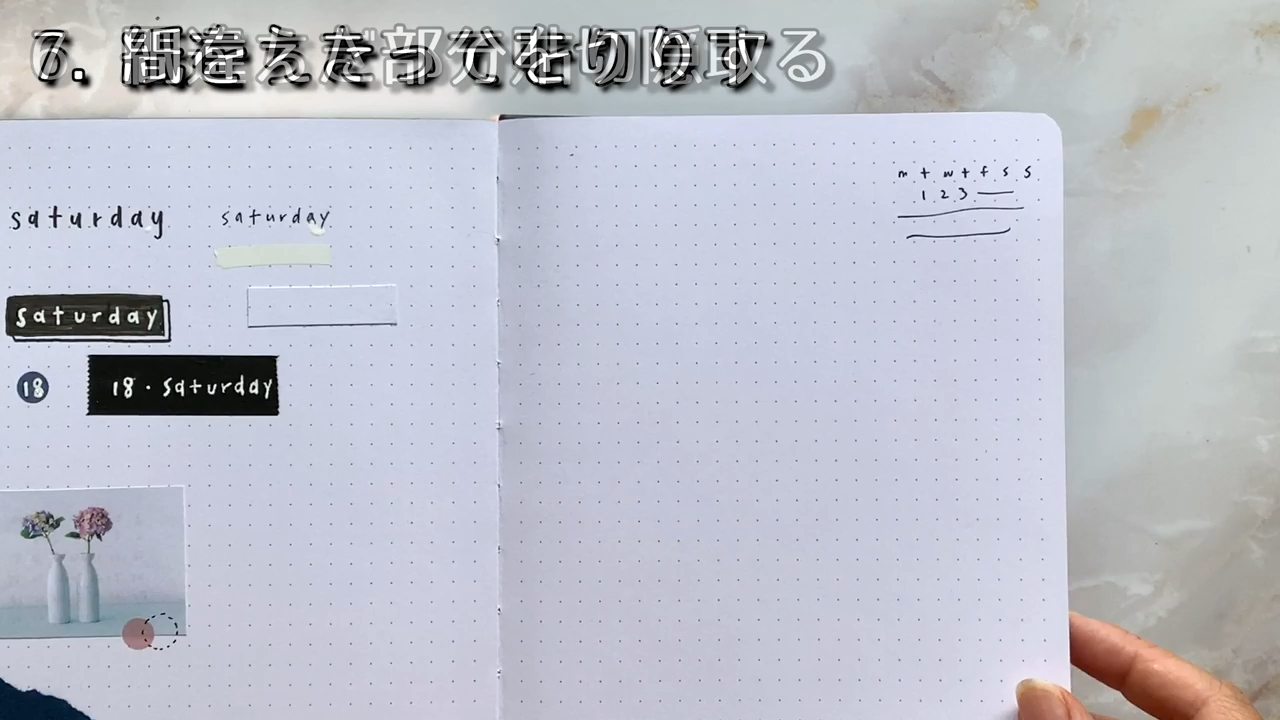 7. 間違えた部分を切り取る
saturday saturday
saturday
18 18 · saturday
m t w t f s s
1 2 3